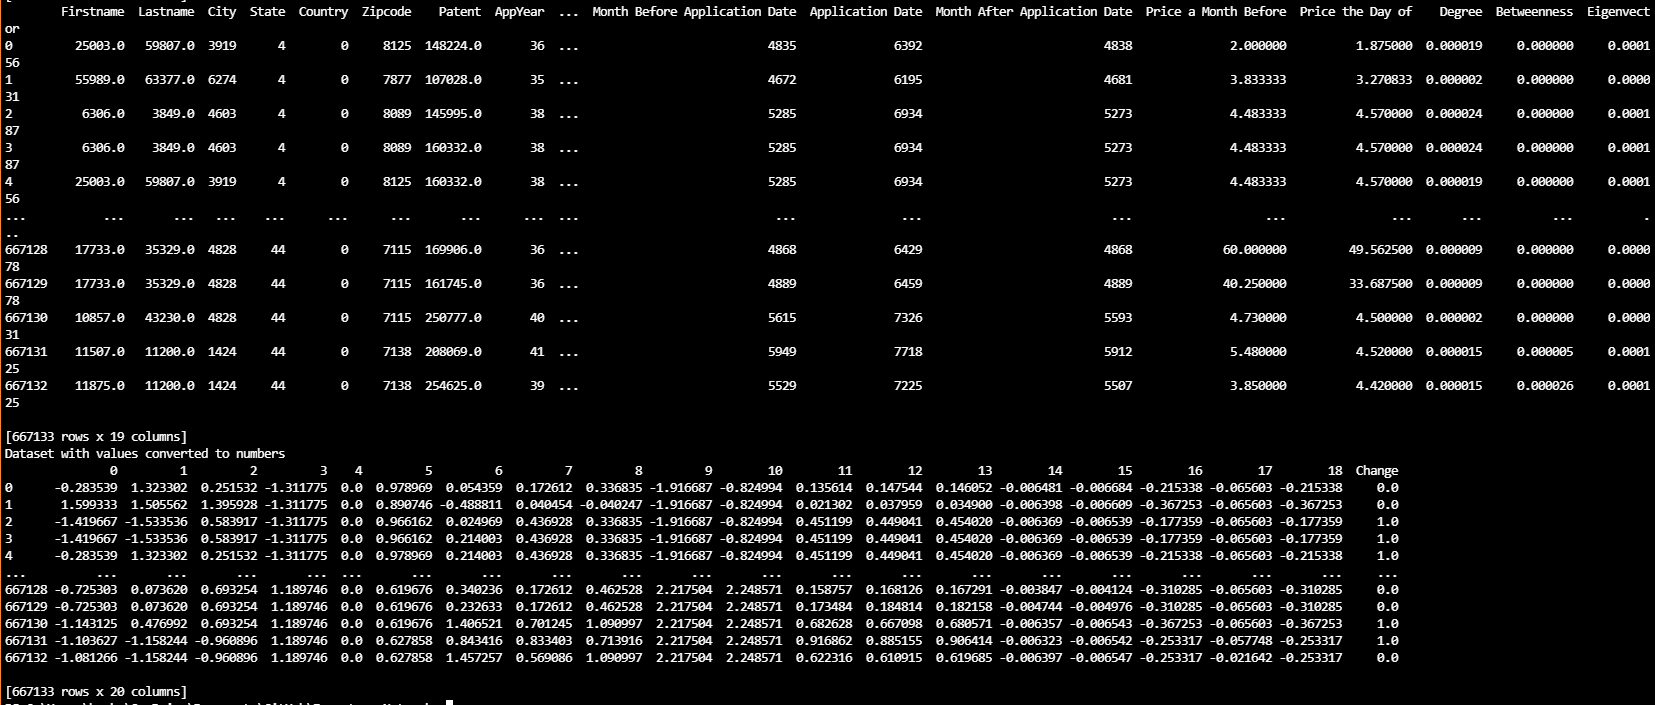 Firstname Lastname City State Country Zipcode Patent AppYear ... Month Before Application Date Application Date Month After Application Date Price a Month Before Price the Day of Degree Betweenness Eigenvect
or
0 25003.0 59807.0 3919 4 0 8125 148224.0 36 ... 4835 6392 4838 2.000000 1.875000 0.000019 0.000000 0.0001
56
1 55989.0 63377.0 6274 4 0 7877 107028.0 35 ... 4672 6195 4681 3.833333 3.270833 0.000002 0.000000 0.0000
31
2 6306.0 3849.0 4603 4 0 8089 145995.0 38 ... 5285 6934 5273 4.483333 4.570000 0.000024 0.000000 0.0001
87
3 6306.0 3849.0 4603 4 0 8089 160332.0 38 ... 5285 6934 5273 4.483333 4.570000 0.000024 0.000000 0.0001
87
4 25003.0 59807.0 3919 4 0 8125 160332.0 38 ... 5285 6934 5273 4.483333 4.570000 0.000019 0.000000 0.0001
56
... ... ... ... ... ... ... ... ... ... ... ... ... ... ... ... ... .
..
667128 17733.0 35329.0 4828 44 0 7115 169906.0 36 ... 4868 6429 4868 60.000000 49.562500 0.000009 0.000000 0.0000
78
667129 17733.0 35329.0 4828 44 0 7115 161745.0 36 ... 4889 6459 4889 40.250000 33.687500 0.000009 0.000000 0.0000
78
667130 10857.0 43230.0 4828 44 0 7115 250777.0 40 ... 5615 7326 5593 4.730000 4.500000 0.000002 0.000000 0.0000
31
667131 11507.0 11200.0 1424 44 0 7138 208069.0 41 ... 5949 7718 5912 5.480000 4.520000 0.000015 0.000005 0.0001
25
667132 11875.0 11200.0 1424 44 0 7138 254625.0 39 ... 5529 7225 5507 3.850000 4.420000 0.000015 0.000026 0.0001
25
[667133 rows x 19 columns]
Dataset with values converted to numbers
0 1 2 3 4 5 6 7 8 9 10 11 12 13 14 15 16 17 18 Change
0 -0.283539 1.323302 0.251532 -1.311775 0.0 0.978969 0.054359 0.172612 0.336835 -1.916687 -0.824994 0.135614 0.147544 0.146052 -0.006481 -0.006684 -0.215338 -0.065603 -0.215338 0.0
1 1.599333 1.505562 1.395928 -1.311775 0.0 0.890746 -0.488811 0.040454 -0.040247 -1.916687 -0.824994 0.021302 0.037959 0.034900 -0.006398 -0.006609 -0.367253 -0.065603 -0.367253 0.0
2 -1.419667 -1.533536 0.583917 -1.311775 0.0 0.966162 0.024969 0.436928 0.336835 -1.916687 -0.824994 0.451199 0.449041 0.454020 -0.006369 -0.006539 -0.177359 -0.065603 -0.177359 1.0
3 -1.419667 -1.533536 0.583917 -1.311775 0.0 0.966162 0.214003 0.436928 0.336835 -1.916687 -0.824994 0.451199 0.449041 0.454020 -0.006369 -0.006539 -0.177359 -0.065603 -0.177359 1.0
4 -0.283539 1.323302 0.251532 -1.311775 0.0 0.978969 0.214003 0.436928 0.336835 -1.916687 -0.824994 0.451199 0.449041 0.454020 -0.006369 -0.006539 -0.215338 -0.065603 -0.215338 1.0
... ... ... ... ... ... ... ... ... ... ... ... ... ... ... ... ... ... ... ... ...
667128 -0.725303 0.073620 0.693254 1.189746 0.0 0.619676 0.340236 0.172612 0.462528 2.217504 2.248571 0.158757 0.168126 0.167291 -0.003847 -0.004124 -0.310285 -0.065603 -0.310285 0.0
667129 -0.725303 0.073620 0.693254 1.189746 0.0 0.619676 0.232633 0.172612 0.462528 2.217504 2.248571 0.173484 0.184814 0.182158 -0.004744 -0.004976 -0.310285 -0.065603 -0.310285 0.0
667130 -1.143125 0.476992 0.693254 1.189746 0.0 0.619676 1.406521 0.701245 1.090997 2.217504 2.248571 0.682628 0.667098 0.680571 -0.006357 -0.006543 -0.367253 -0.065603 -0.367253 1.0
667131 -1.103627 -1.158244 -0.960896 1.189746 0.0 0.627858 0.843416 0.833403 0.713916 2.217504 2.248571 0.916862 0.885155 0.906414 -0.006323 -0.006542 -0.253317 -0.057748 -0.253317 1.0
667132 -1.081266 -1.158244 -0.960896 1.189746 0.0 0.627858 1.457257 0.569086 1.090997 2.217504 2.248571 0.622316 0.610915 0.619685 -0.006397 -0.006547 -0.253317 -0.021642 -0.253317 0.0
[667133 rows x 20 columns]